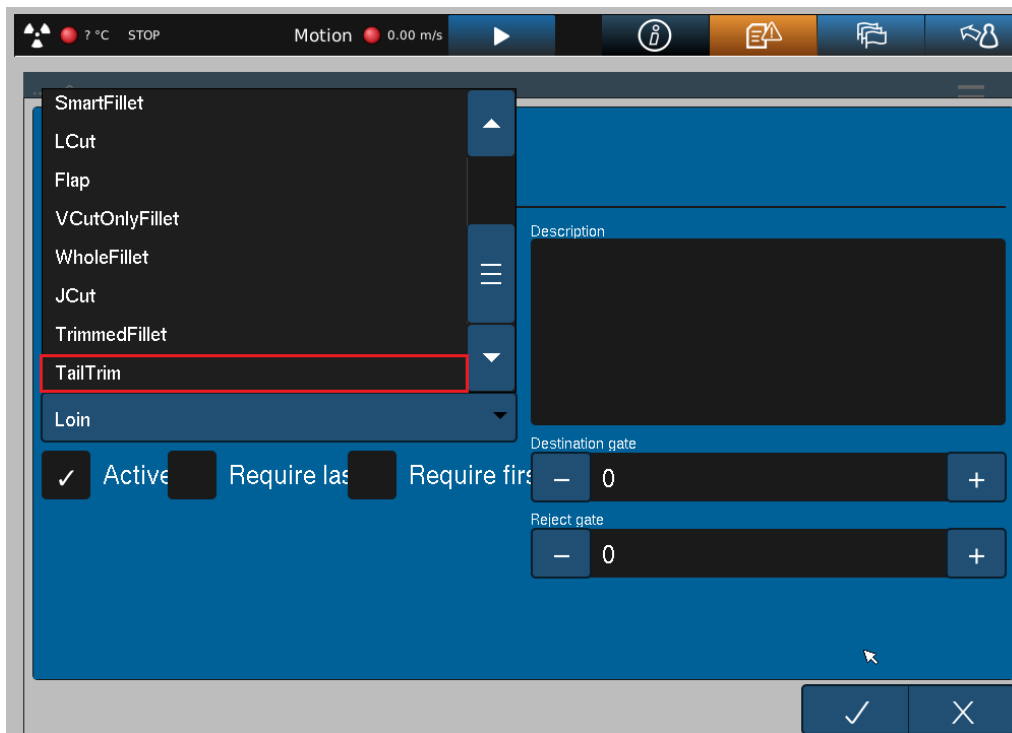 ? °C STOP Motion 0.00 m/s
SmartFillet
LCut
Flap
VCutOnlyFillet
WholeFillet
JCut
TrimmedFillet
TailTrim
Loin
Active Require las Require firs
Description
Destination gate
0
Reject gate
0